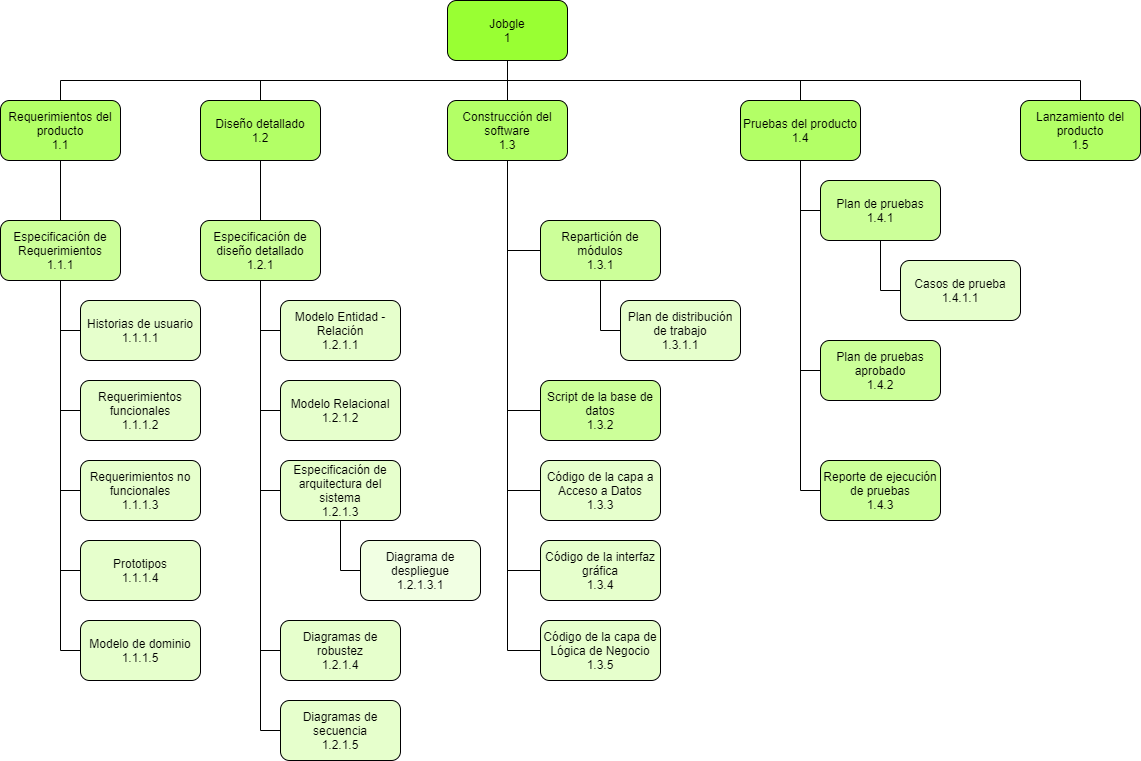 Jobgle
1
Requerimientos del
producto
1.1
Diseño detallado
1.2
Construcción del
software
1.3
Pruebas del producto
1.4
Lanzamiento del
producto
1.5
Especificación de
Requerimientos
1.1.1
Historias de usuario
1.1.1.1
Requerimientos
funcionales
1.1.1.2
Requerimientos no
funcionales
1.1.1.3
Prototipos
1.1.1.4
Modelo de dominio
1.1.1.5
Especificación de
diseño detallado
1.2.1
Modelo Entidad -
Relación
1.2.1.1
Modelo Relacional
1.2.1.2
Especificación de
arquitectura del
sistema
1.2.1.3
Diagrama de
despliegue
1.2.1.3.1
Diagramas de
robustez
1.2.1.4
Diagramas de
secuencia
1.2.1.5
Repartición de
módulos
1.3.1
Plan de distribución
de trabajo
1.3.1.1
Script de la base de
datos
1.3.2
Código de la capa a
Acceso a Datos
1.3.3
Código de la interfaz
gráfica
1.3.4
Código de la capa de
Lógica de Negocio
1.3.5
Plan de pruebas
1.4.1
Casos de prueba
1.4.1.1
Plan de pruebas
aprobado
1.4.2
Reporte de ejecución
de pruebas
1.4.3